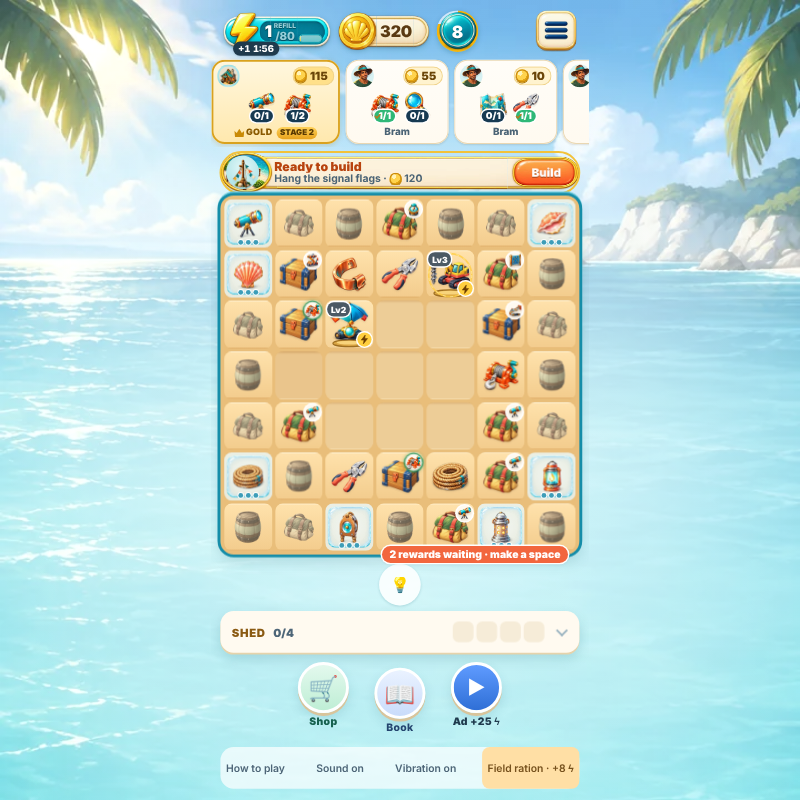 REFILL
1/80
+1 1:56
320
8
115
0/1
1/2
GOLD STAGE 2
55
1/1
0/1
Bram
10
0/1
1/1
Bram
Ready to build
Hang the signal flags · 120
Build
Lv3
Lv2
2 rewards waiting · make a space
SHED 0/4
Shop
Book
Ad +25 ϟ
How to play
Sound on
Vibration on
Field ration · +8 ϟ